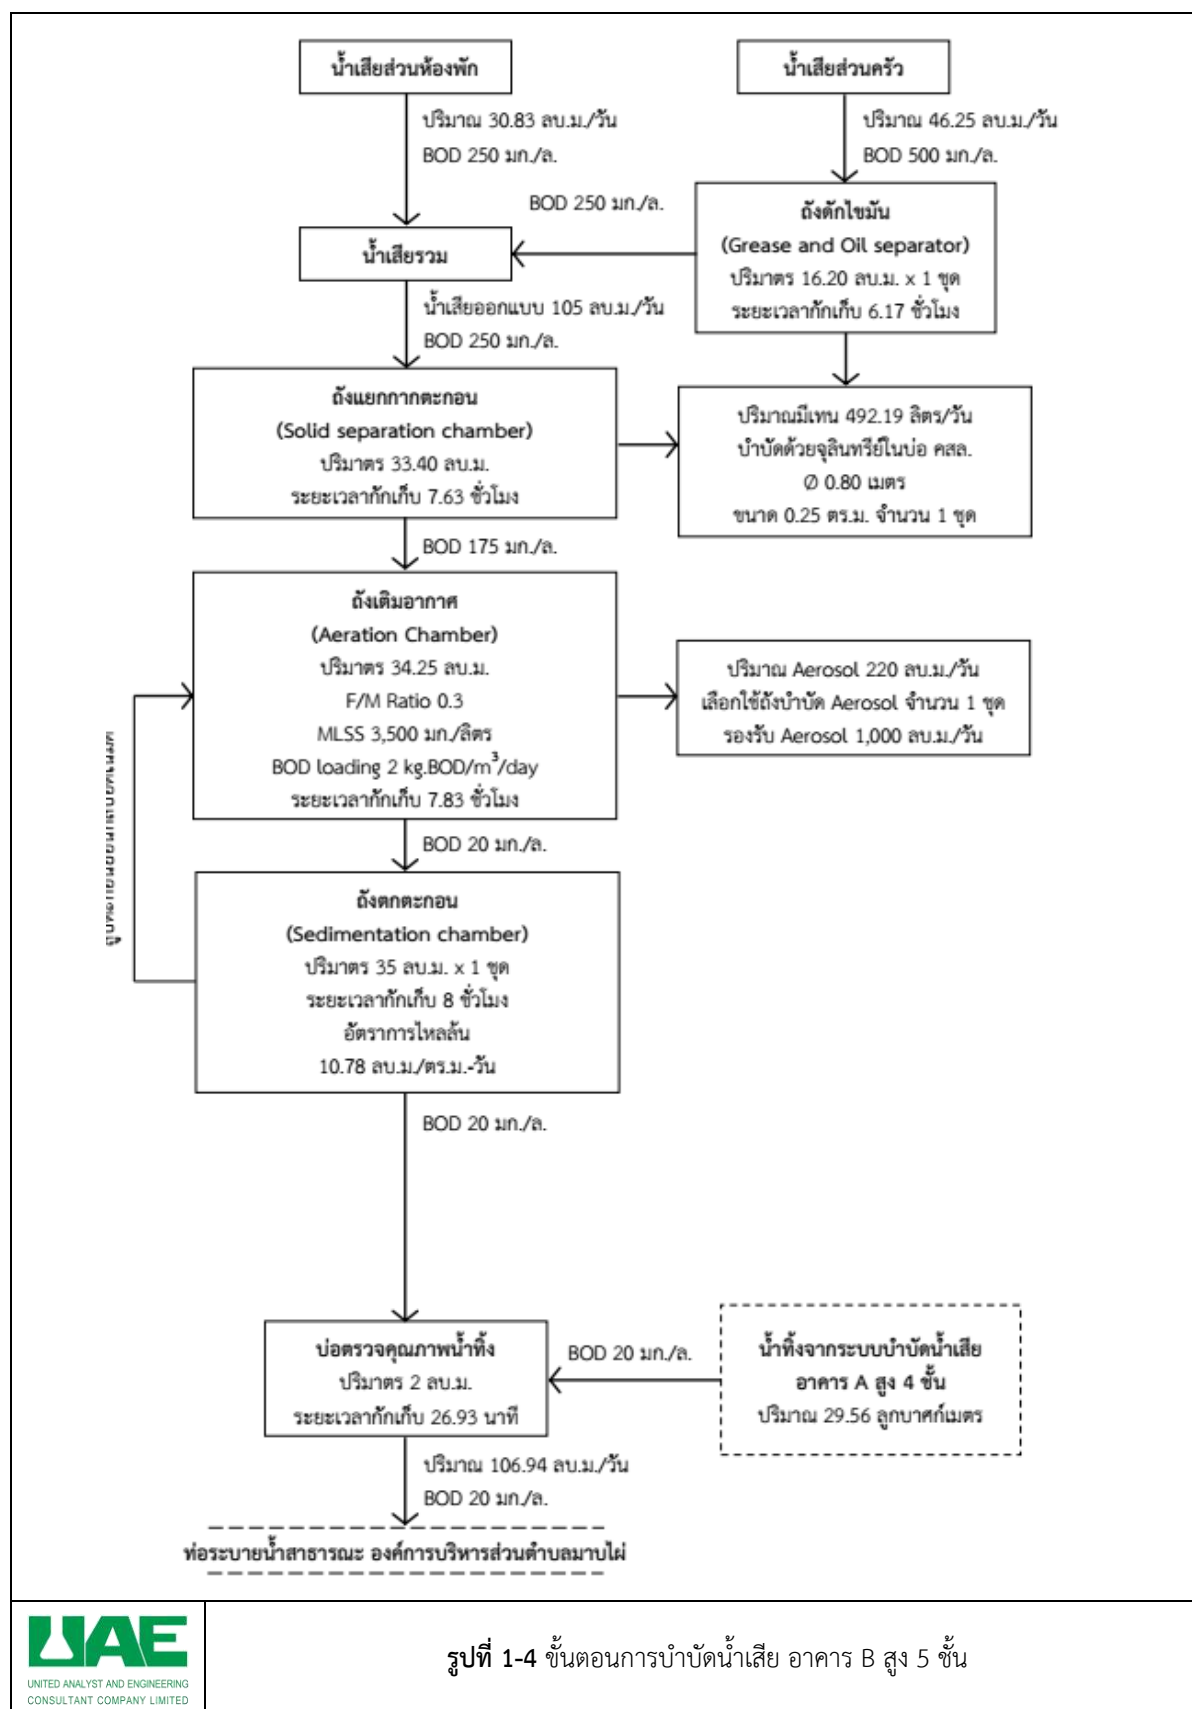 น้ำเสียส่วนห้องพัก
น้ำเสียส่วนครัว
ปริมาณ 30.83 ลบ.ม./วัน
BOD 250 มก./ล.
ปริมาณ 46.25 ลบ.ม./วัน
BOD 500 มก./ล.
BOD 250 มก./ล.
ถังดักไขมัน
(Grease and Oil separator)
ปริมาตร 16.20 ลบ.ม. x 1 ชุด
ระยะเวลากักเก็บ 6.17 ชั่วโมง
น้ำเสียรวม
น้ำเสียออกแบบ 105 ลบ.ม./วัน
BOD 250 มก./ล.
ถังแยกกากตะกอน
(Solid separation chamber)
ปริมาตร 33.40 ลบ.ม.
ระยะเวลากักเก็บ 7.63 ชั่วโมง
ปริมาณมีเทน 492.19 ลิตร/วัน
บำบัดด้วยจุลินทรีย์ในบ่อ คสล.
Ø 0.80 เมตร
ขนาด 0.25 ตร.ม. จำนวน 1 ชุด
BOD 175 มก./ล.
ถังเติมอากาศ
(Aeration Chamber)
ปริมาตร 34.25 ลบ.ม.
F/M Ratio 0.3
MLSS 3,500 มก./ลิตร
BOD loading 2 kg.BOD/m³/day
ระยะเวลากักเก็บ 7.83 ชั่วโมง
ปริมาณ Aerosol 220 ลบ.ม./วัน
เลือกใช้ถังบำบัด Aerosol จำนวน 1 ชุด
รองรับ Aerosol 1,000 ลบ.ม./วัน
BOD 20 มก./ล.
ถังตกตะกอน
(Sedimentation chamber)
ปริมาตร 35 ลบ.ม. x 1 ชุด
ระยะเวลากักเก็บ 8 ชั่วโมง
อัตราการไหลล้น
10.78 ลบ.ม./ตร.ม.-วัน
BOD 20 มก./ล.
บ่อตรวจคุณภาพน้ำทิ้ง
ปริมาตร 2 ลบ.ม.
ระยะเวลากักเก็บ 26.93 นาที
BOD 20 มก./ล.
น้ำทิ้งจากระบบบำบัดน้ำเสีย
อาคาร A สูง 4 ชั้น
ปริมาณ 29.56 ลูกบาศก์เมตร
ปริมาณ 106.94 ลบ.ม./วัน
BOD 20 มก./ล.
ท่อระบายน้ำสาธารณะ องค์การบริหารส่วนตำบลมาบไผ่
UAE
UNITED ANALYST AND ENGINEERING
CONSULTANT COMPANY LIMITED
รูปที่ 1-4 ขั้นตอนการบำบัดน้ำเสีย อาคาร B สูง 5 ชั้น